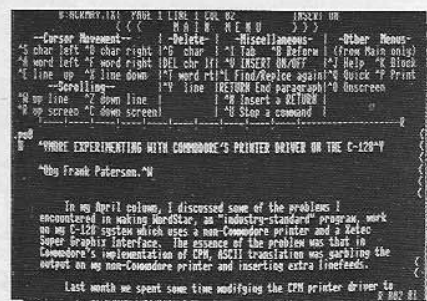 B:ACKMAY.TXT PAGE 1 LINE 1 COL 02 INSERT ON
< < < M A I N M E N U > > >
--Cursor Movement-- | -Delete- | --Miscellaneous-- | -Other Menus-
^S char left ^D char right |^G char | ^I Tab ^B Reform | (from Main only)
^A word left ^F word right |DEL chr lf| ^V INSERT ON/OFF |^J Help ^K Block
^E line up ^X line down |^T word rt|^L Find/Replce again|^Q Quick ^P Print
--Scrolling-- |^Y line |RETURN End paragraph|^O Onscreen
^W up line ^Z down line | | ^N Insert a RETURN |
^R up screen ^C down screen| | ^U Stop a command |
.po8
^VMORE EXPERIMENTING WITH COMMODORE'S PRINTER DRIVER OR THE C-128^V
^Wby Frank Paterson.^W
In my April colums, I discussed some of the problems I
encountered in making WordStar, as "industry-standard" program, work
on my C-128 system which uses a non-Commodore printer and a Xetec
Super Graphix Interface. The essence of the problem was that in
Commodore's implementation of CPM, ASCII translation was garbling the
output on my non-Commodore printer and inserting extra linefeeds.
Last month we spent some time modifying the CPM printer driver to